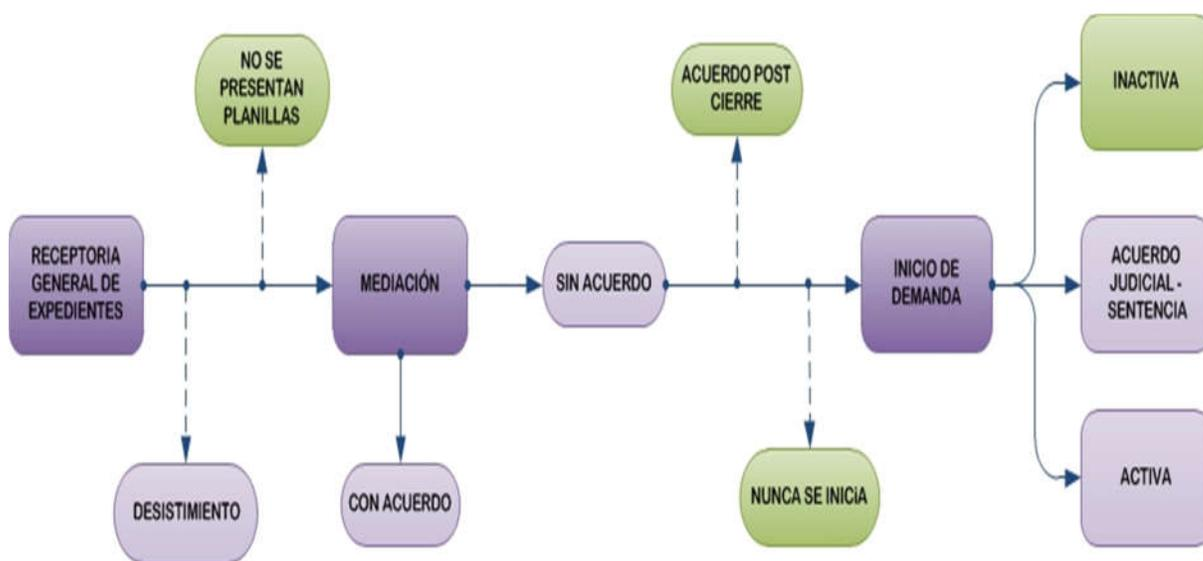 NO SE
PRESENTAN
PLANILLAS
ACUERDO POST
CIERRE
INACTIVA
RECEPTORIA
GENERAL DE
EXPEDIENTES
MEDIACIÓN
SIN ACUERDO
INICIO DE
DEMANDA
ACUERDO
JUDICIAL -
SENTENCIA
DESISTIMIENTO
CON ACUERDO
NUNCA SE INICiA
ACTIVA